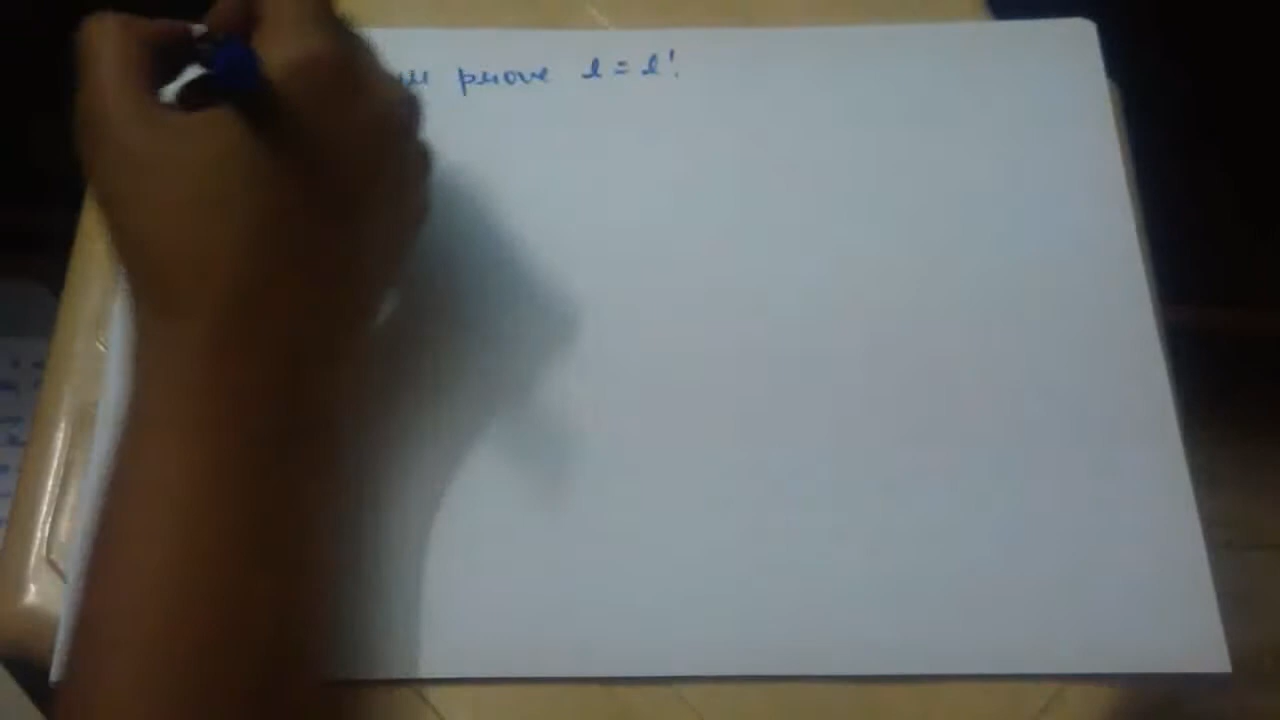 prove l = l'.